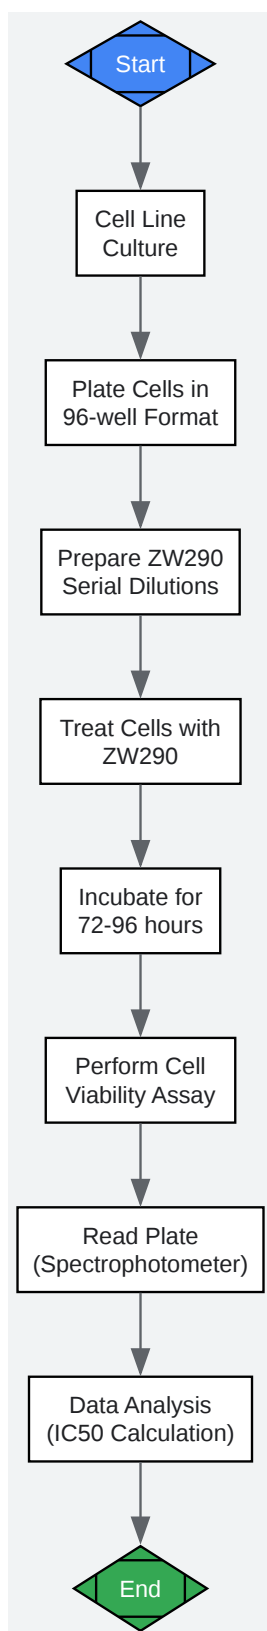 Start
Cell Line
Culture
Plate Cells in
96-well Format
Prepare ZW290
Serial Dilutions
Treat Cells with
ZW290
Incubate for
72-96 hours
Perform Cell
Viability Assay
Read Plate
(Spectrophotometer)
Data Analysis
(IC50 Calculation)
End